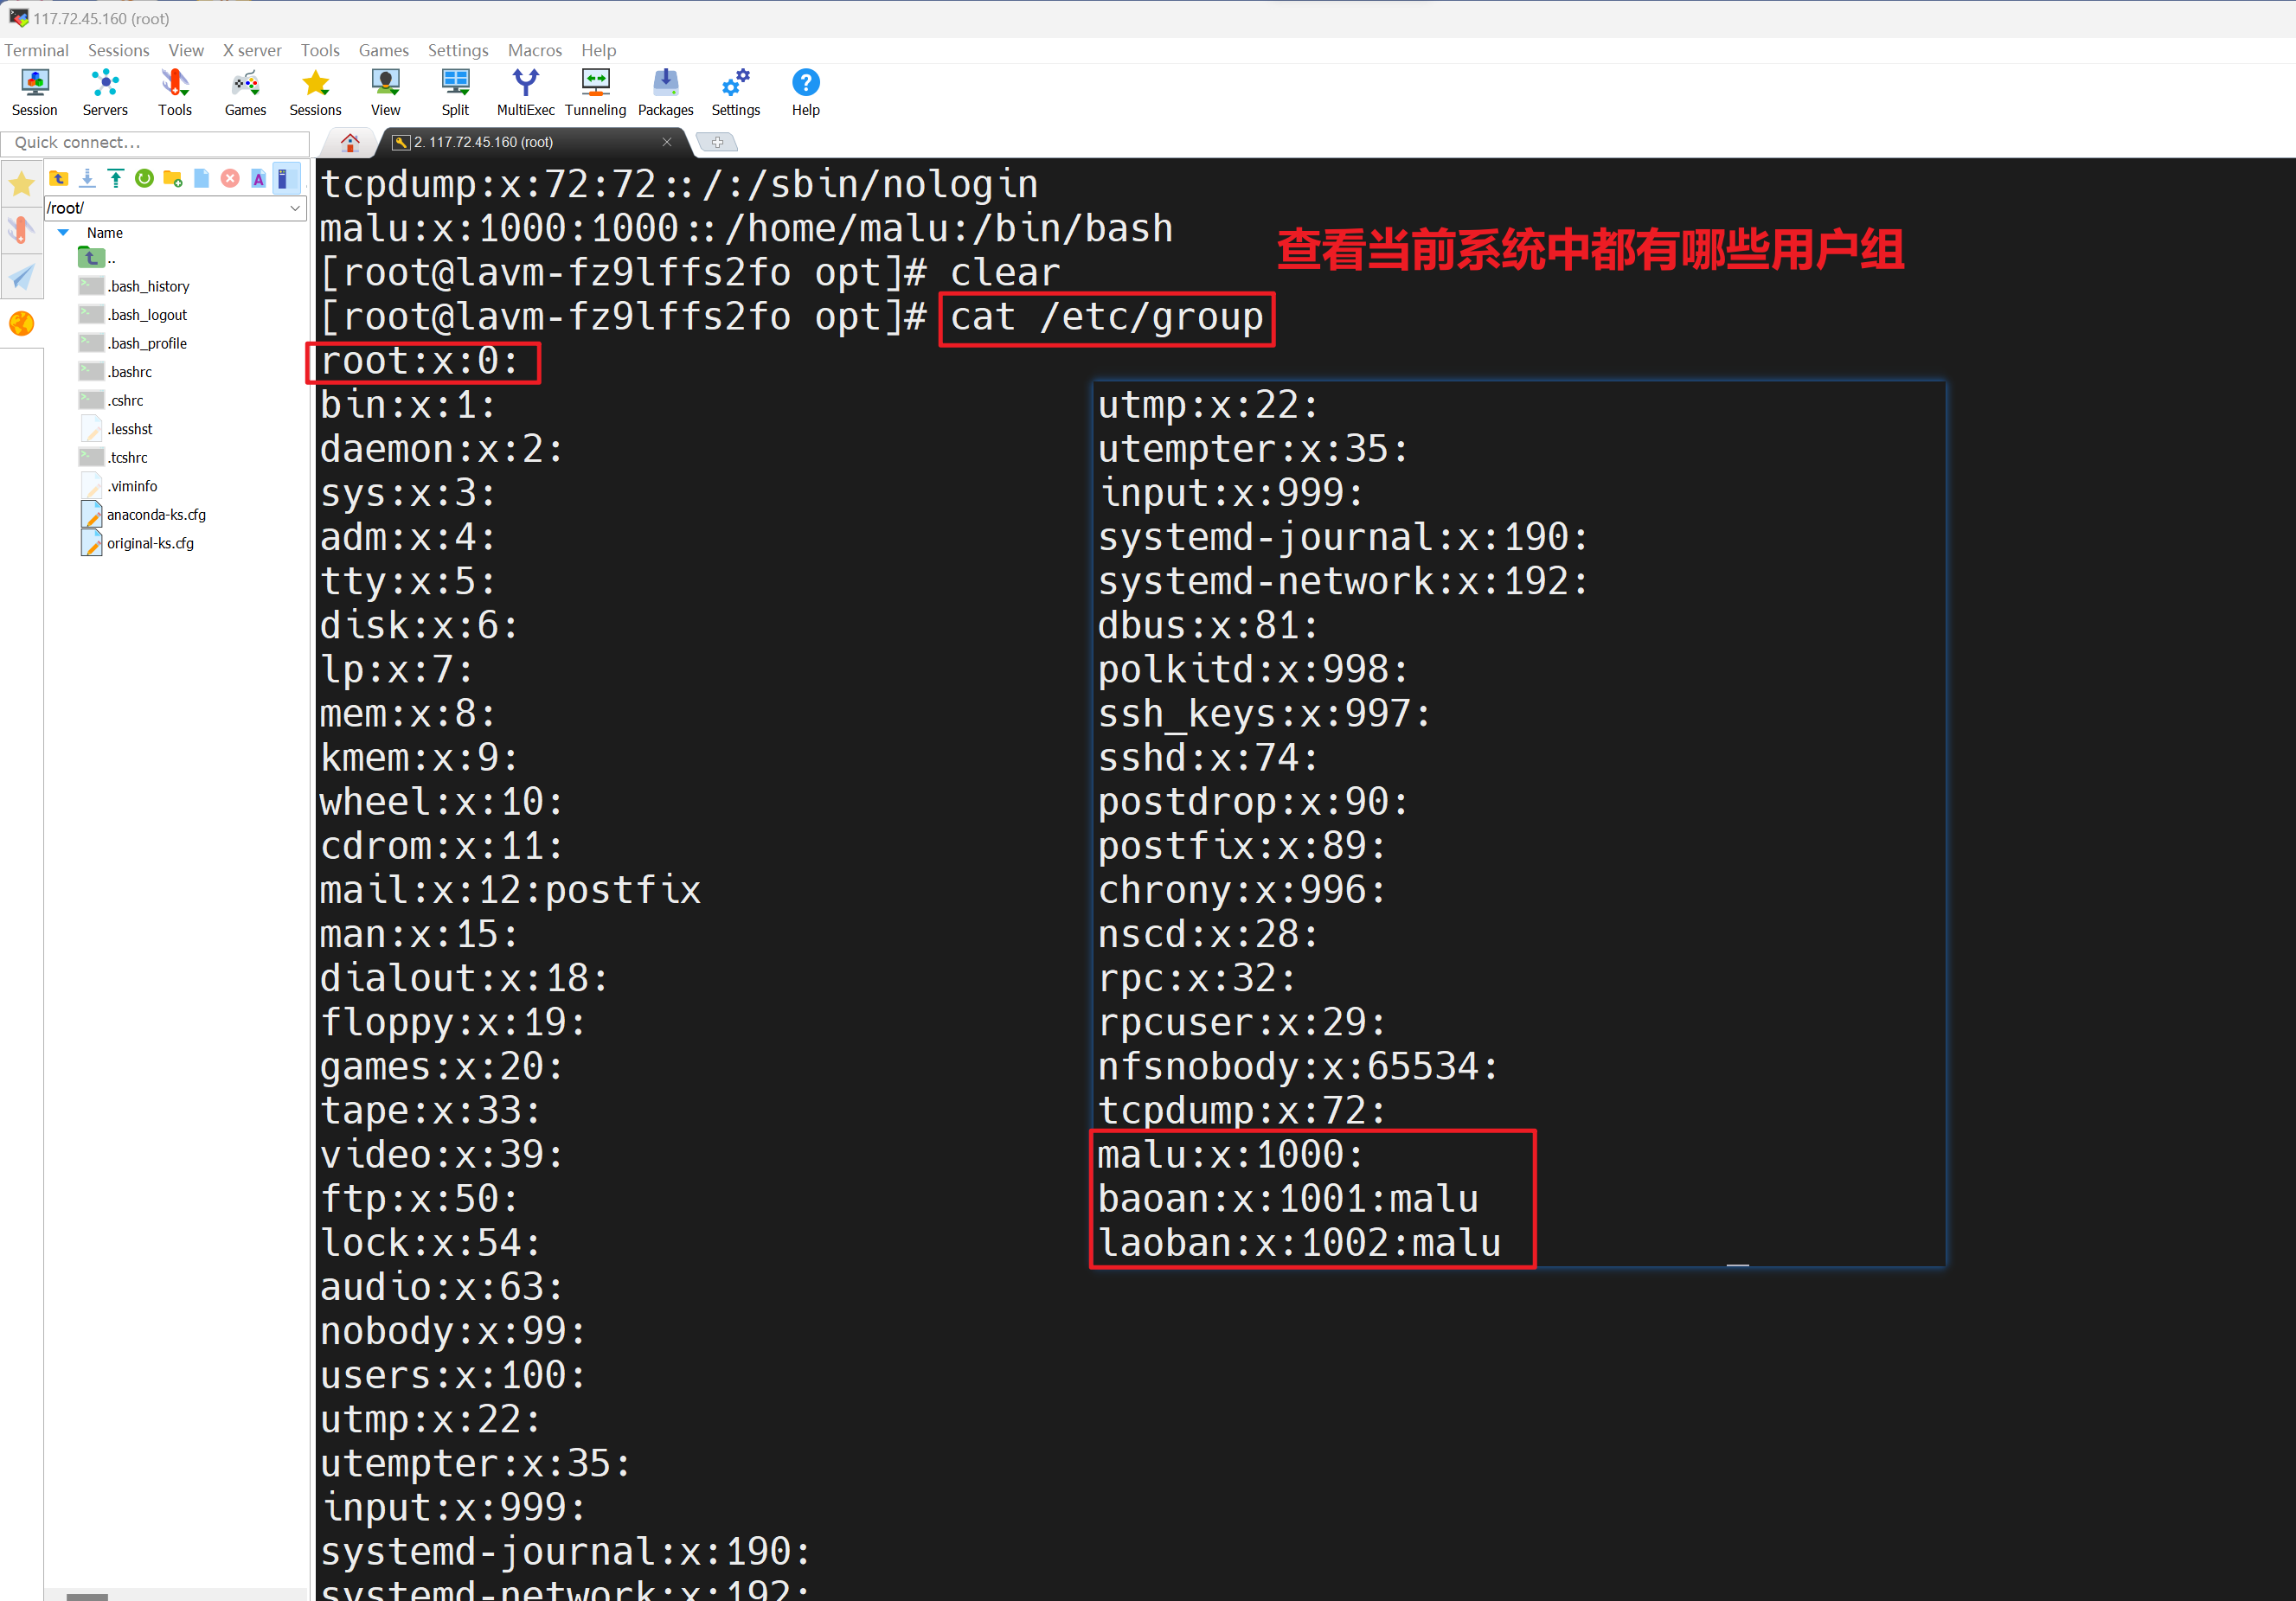 117.72.45.160 (root)
Terminal Sessions View X server Tools Games Settings Macros Help
Session Servers Tools Games Sessions View Split MultiExec Tunneling Packages Settings Help
Quick connect...
2. 117.72.45.160 (root)
/root/
Name
..
.bash_history
.bash_logout
.bash_profile
.bashrc
.cshrc
.lesshst
.tcshrc
.viminfo
anaconda-ks.cfg
original-ks.cfg
tcpdump:x:72:72::/:/sbin/nologin
malu:x:1000:1000::/home/malu:/bin/bash
[root@lavm-fz9lffs2fo opt]# clear
查看当前系统中都有哪些用户组
[root@lavm-fz9lffs2fo opt]# cat /etc/group
root:x:0:
bin:x:1:
daemon:x:2:
sys:x:3:
adm:x:4:
tty:x:5:
disk:x:6:
lp:x:7:
mem:x:8:
kmem:x:9:
wheel:x:10:
cdrom:x:11:
mail:x:12:postfix
man:x:15:
dialout:x:18:
floppy:x:19:
games:x:20:
tape:x:33:
video:x:39:
ftp:x:50:
lock:x:54:
audio:x:63:
nobody:x:99:
users:x:100:
utmp:x:22:
utempter:x:35:
input:x:999:
systemd-journal:x:190:
systemd-network:x:192:
utmp:x:22:
utempter:x:35:
input:x:999:
systemd-journal:x:190:
systemd-network:x:192:
dbus:x:81:
polkitd:x:998:
ssh_keys:x:997:
sshd:x:74:
postdrop:x:90:
postfix:x:89:
chrony:x:996:
nscd:x:28:
rpc:x:32:
rpcuser:x:29:
nfsnobody:x:65534:
tcpdump:x:72:
malu:x:1000:
baoan:x:1001:malu
laoban:x:1002:malu